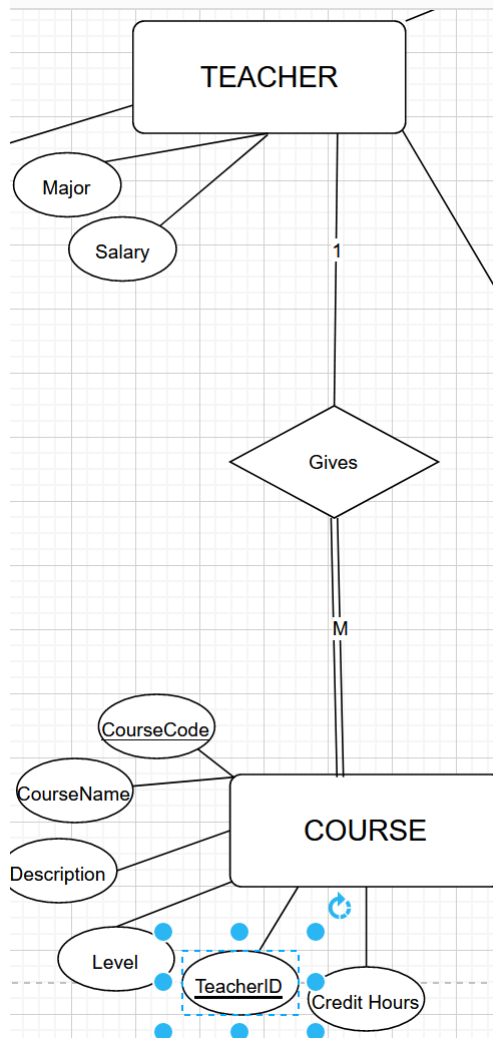 TEACHER
Major
Salary
1
Gives
M
CourseCode
CourseName
COURSE
Description
Level
TeacherID
Credit Hours